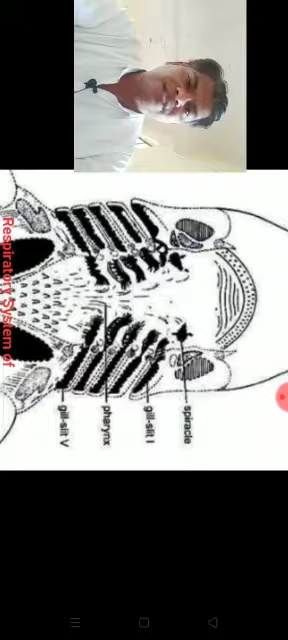 spiracle
gill-slit I
pharynx
gill-slit V
Respiratory System of